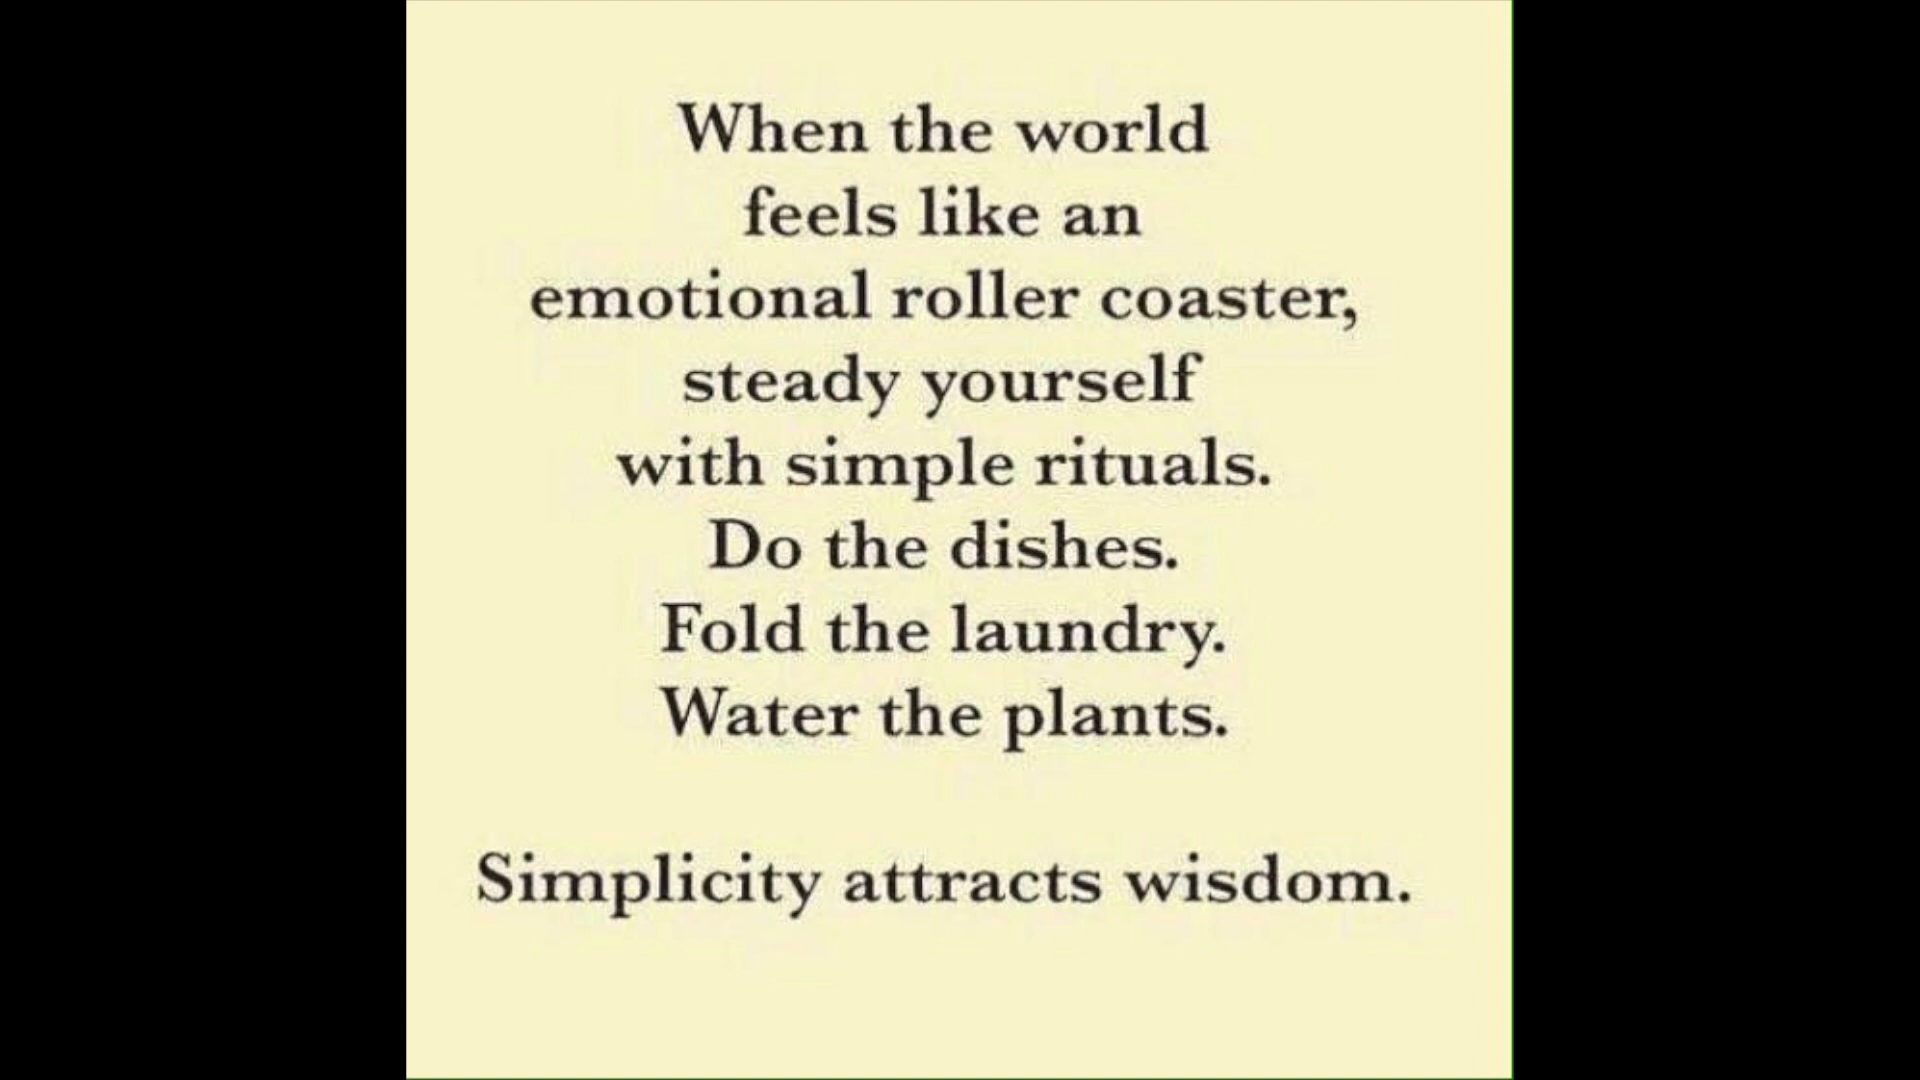 When the world
feels like an
emotional roller coaster,
steady yourself
with simple rituals.
Do the dishes.
Fold the laundry.
Water the plants.
Simplicity attracts wisdom.